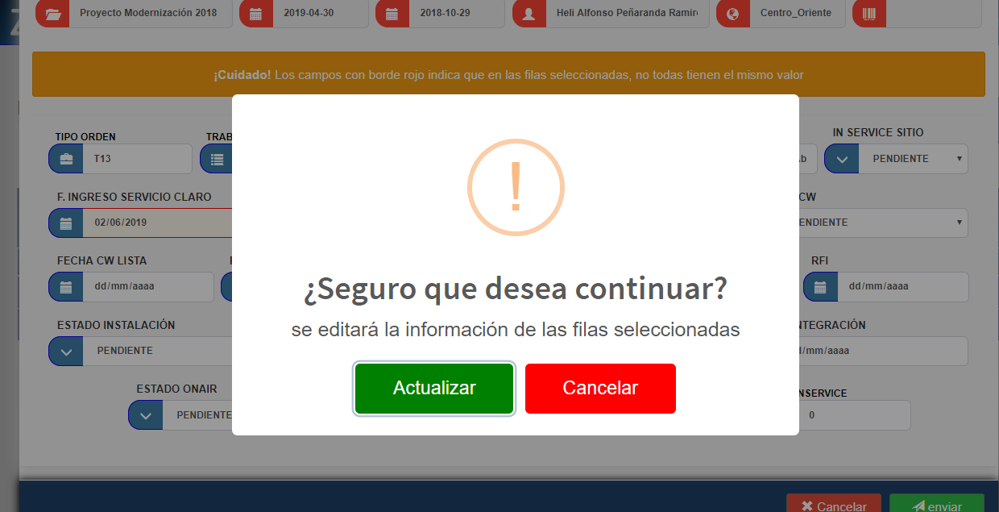 Proyecto Modernización 2018
2019-04-30
2018-10-29
Heli Alfonso Peñaranda Ramir
Centro_Oriente
¡Cuidado! Los campos con borde rojo indica que en las filas seleccionadas, no todas tienen el mismo valor
TIPO ORDEN
TRAB
IN SERVICE SITIO
T13
PENDIENTE
F. INGRESO SERVICIO CLARO
CW
02/06/2019
ENDIENTE
FECHA CW LISTA
RFI
dd/mm/aaaa
dd/mm/aaaa
ESTADO INSTALACIÓN
NTEGRACIÓN
PENDIENTE
/mm/aaaa
ESTADO ONAIR
NSERVICE
PENDIENTE
0
!
¿Seguro que desea continuar?
se editará la información de las filas seleccionadas
Actualizar
Cancelar
Cancelar
enviar